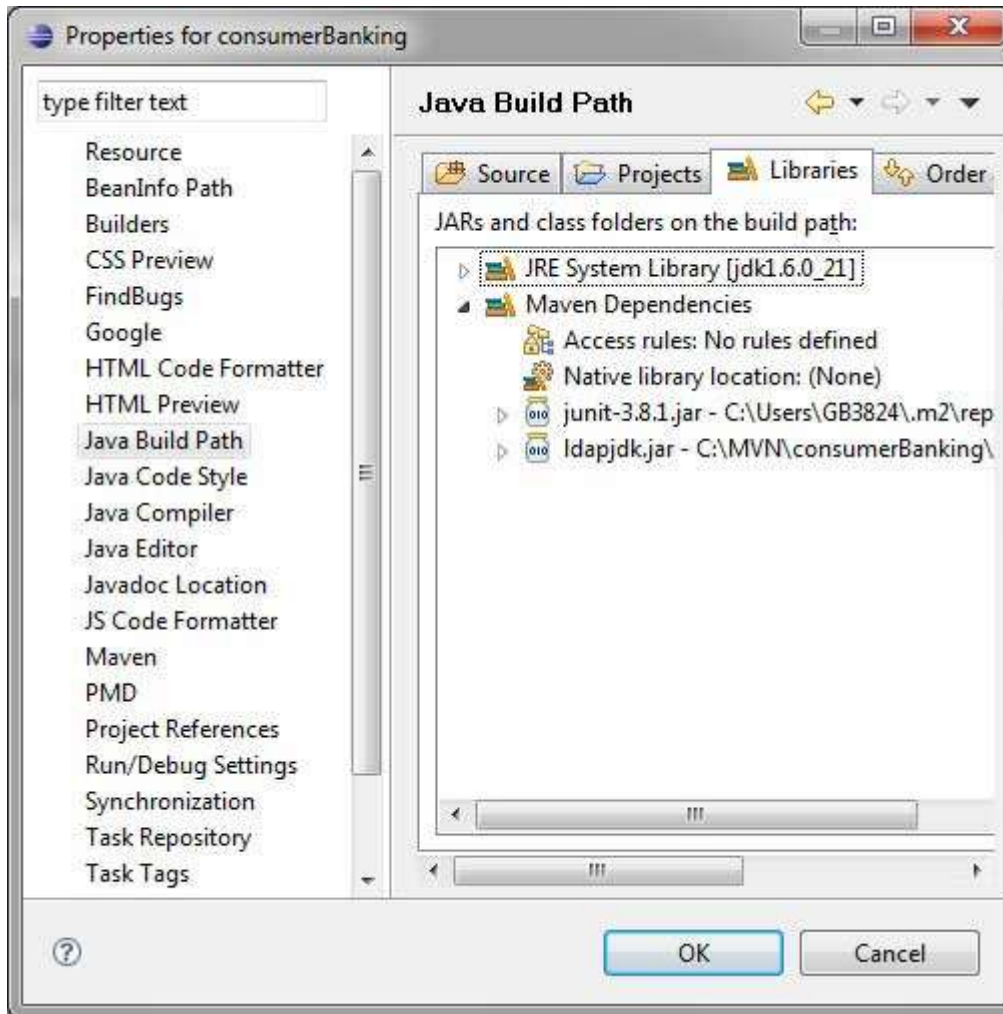 Properties for consumerBanking
type filter text
Resource
BeanInfo Path
Builders
CSS Preview
FindBugs
Google
HTML Code Formatter
HTML Preview
Java Build Path
Java Code Style
Java Compiler
Java Editor
Javadoc Location
JS Code Formatter
Maven
PMD
Project References
Run/Debug Settings
Synchronization
Task Repository
Task Tags
Java Build Path
Source Projects Libraries Order
JARs and class folders on the build path:
JRE System Library [jdk1.6.0_21]
Maven Dependencies
Access rules: No rules defined
Native library location: (None)
junit-3.8.1.jar - C:\Users\GB3824\.m2\rep
ldapjdk.jar - C:\MVN\consumerBanking\
OK Cancel